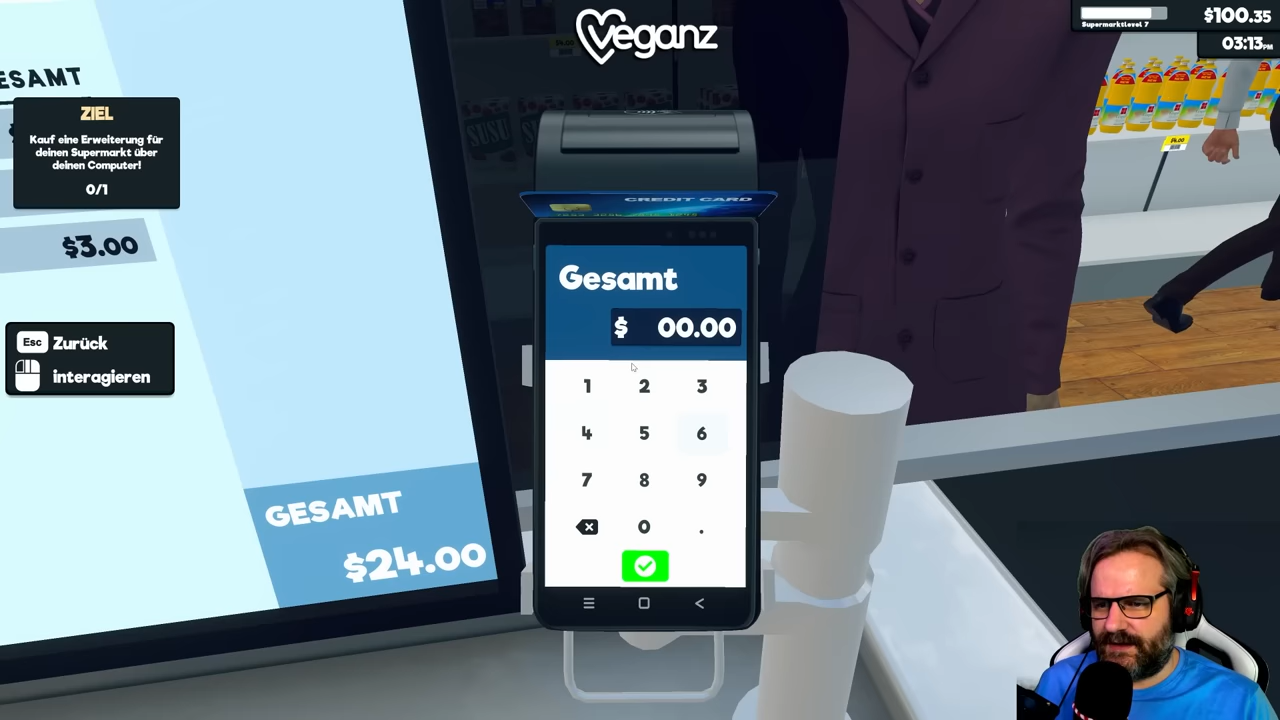 Veganz
$100.35
Supermarktlevel 7
03:13PM
ESAMT
ZIEL
Kauf eine Erweiterung für
deinen Supermarkt über
deinen Computer!
0/1
$3.00
Esc Zurück
interagieren
GESAMT
$24.00
CREDIT CARD
Gesamt
$ 00.00
1 2 3
4 5 6
7 8 9
0 .
SUSU